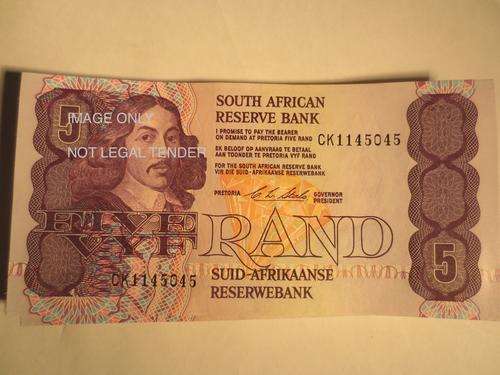 5
IMAGE ONLY
NOT LEGAL TENDER
SOUTH AFRICAN
RESERVE BANK
I PROMISE TO PAY THE BEARER
ON DEMAND AT PRETORIA FIVE RAND
CK1145045
EK BELOOF OP AANVRAAG TE BETAAL
AAN TOONDER TE PRETORIA VYF RAND
FOR THE SOUTH AFRICAN RESERVE BANK
VIR DIE SUID-AFRIKAANSE RESERWEBANK
PRETORIA
GOVERNOR
PRESIDENT
FIVE
VYF
RAND
CK1145045
SUID-AFRIKAANSE
RESERWEBANK
5